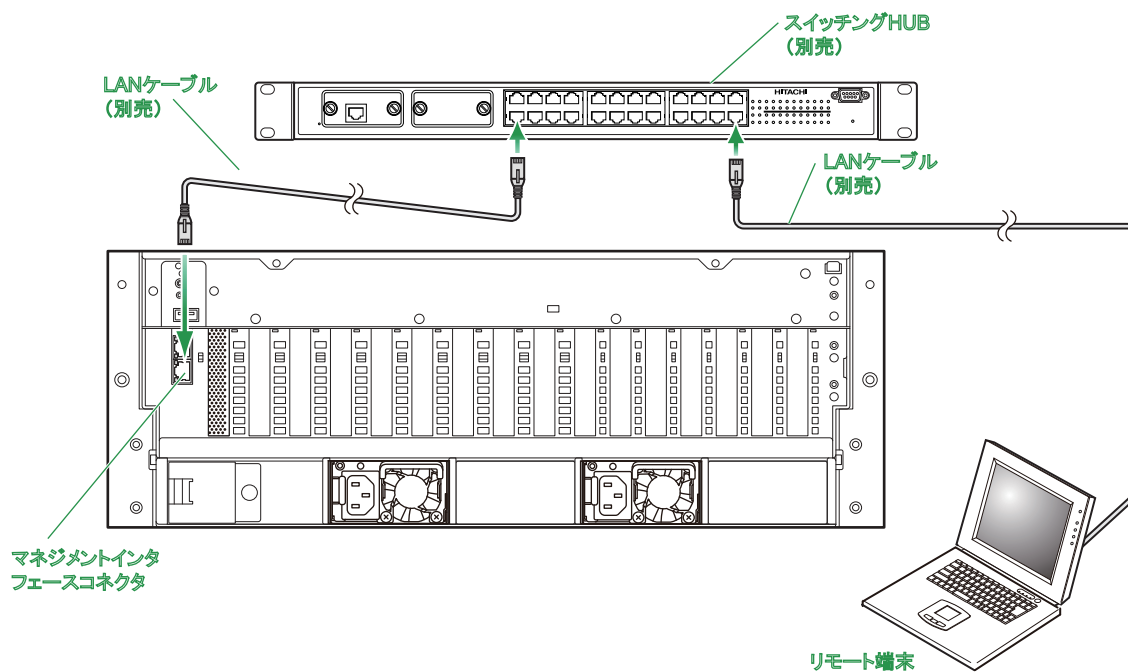 スイッチングHUB
（別売）
LANケーブル
（別売）
HITACHI
LANケーブル
（別売）
マネジメントインタ
フェースコネクタ
リモート端末